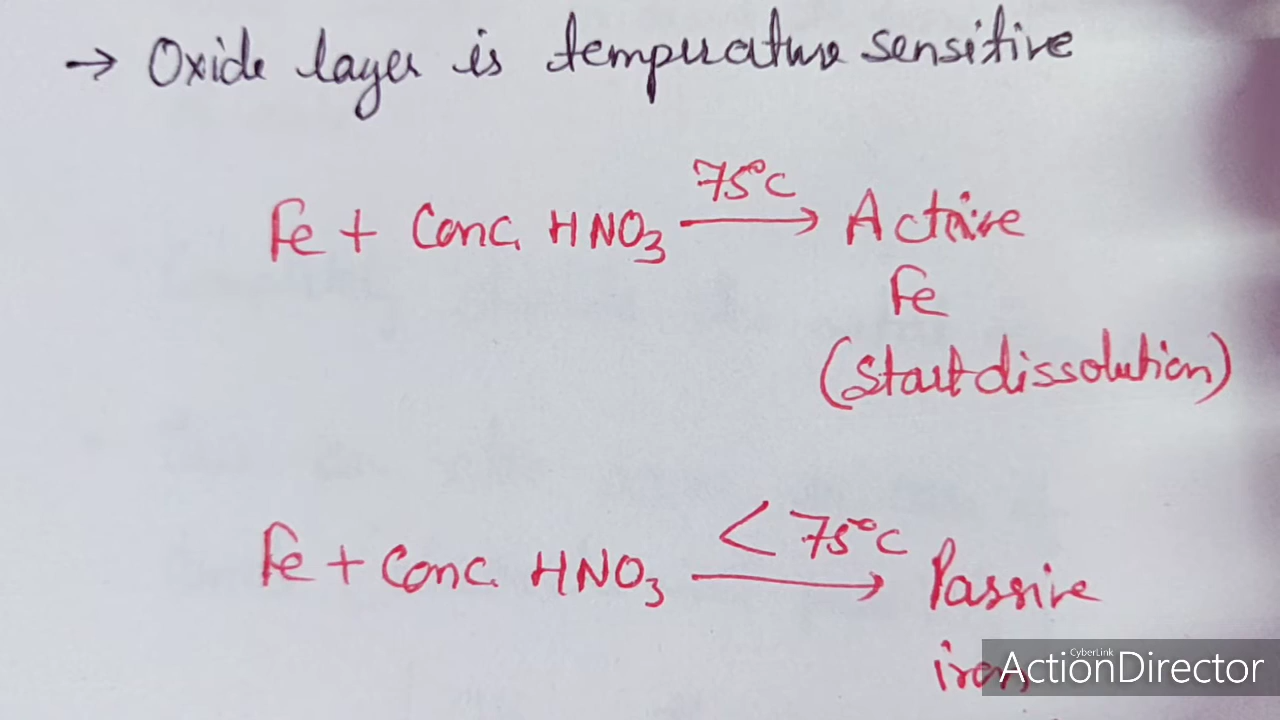 → Oxide layer is temperature sensitive
75°C
Fe + Conc. HNO3 → Active
Fe
(start dissolution)
< 75°C
Fe + Conc. HNO3 → Passive
iron
CyberLink
ActionDirector